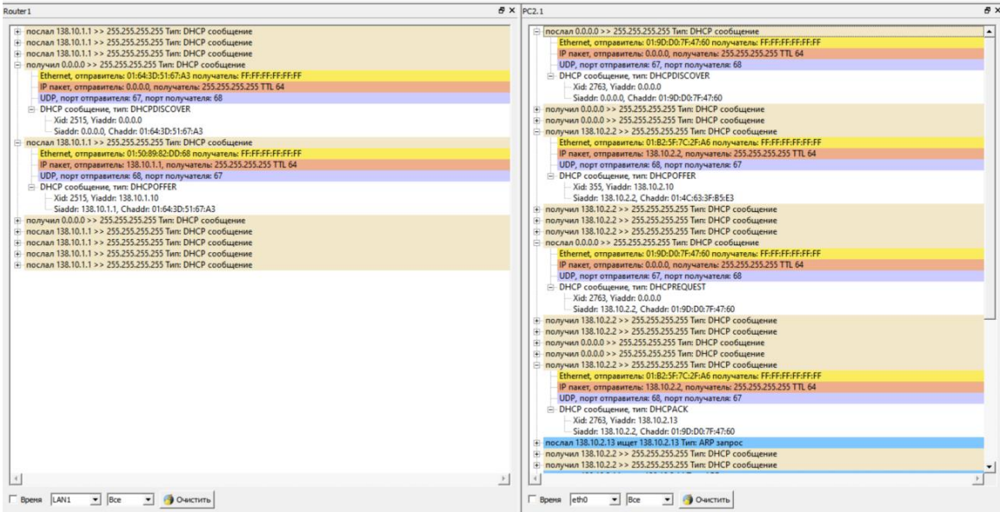 Router1
послал 138.10.1.1 >> 255.255.255.255 Тип: DHCP сообщение
послал 138.10.1.1 >> 255.255.255.255 Тип: DHCP сообщение
послал 138.10.1.1 >> 255.255.255.255 Тип: DHCP сообщение
получил 0.0.0.0 >> 255.255.255.255 Тип: DHCP сообщение
Ethernet, отправитель: 01:64:3D:51:67:A3 получатель: FF:FF:FF:FF:FF:FF
IP пакет, отправитель: 0.0.0.0, получатель: 255.255.255.255 TTL 64
UDP, порт отправителя: 67, порт получателя: 68
DHCP сообщение, тип: DHCPDISCOVER
Xid: 2515, Yiaddr: 0.0.0.0
Siaddr: 0.0.0.0, Chaddr: 01:64:3D:51:67:A3
послал 138.10.1.1 >> 255.255.255.255 Тип: DHCP сообщение
Ethernet, отправитель: 01:50:89:82:DD:68 получатель: FF:FF:FF:FF:FF:FF
IP пакет, отправитель: 138.10.1.1, получатель: 255.255.255.255 TTL 64
UDP, порт отправителя: 68, порт получателя: 67
DHCP сообщение, тип: DHCPOFFER
Xid: 2515, Yiaddr: 138.10.1.10
Siaddr: 138.10.1.1, Chaddr: 01:64:3D:51:67:A3
получил 0.0.0.0 >> 255.255.255.255 Тип: DHCP сообщение
послал 138.10.1.1 >> 255.255.255.255 Тип: DHCP сообщение
послал 138.10.1.1 >> 255.255.255.255 Тип: DHCP сообщение
послал 138.10.1.1 >> 255.255.255.255 Тип: DHCP сообщение
послал 138.10.1.1 >> 255.255.255.255 Тип: DHCP сообщение
Время LAN1 Все Очистить
PC2.1
послал 0.0.0.0 >> 255.255.255.255 Тип: DHCP сообщение
Ethernet, отправитель: 01:9D:D0:7F:47:60 получатель: FF:FF:FF:FF:FF:FF
IP пакет, отправитель: 0.0.0.0, получатель: 255.255.255.255 TTL 64
UDP, порт отправителя: 67, порт получателя: 68
DHCP сообщение, тип: DHCPDISCOVER
Xid: 2763, Yiaddr: 0.0.0.0
Siaddr: 0.0.0.0, Chaddr: 01:9D:D0:7F:47:60
получил 0.0.0.0 >> 255.255.255.255 Тип: DHCP сообщение
получил 0.0.0.0 >> 255.255.255.255 Тип: DHCP сообщение
получил 138.10.2.2 >> 255.255.255.255 Тип: DHCP сообщение
Ethernet, отправитель: 01:B2:5F:7C:2F:A6 получатель: FF:FF:FF:FF:FF:FF
IP пакет, отправитель: 138.10.2.2, получатель: 255.255.255.255 TTL 64
UDP, порт отправителя: 68, порт получателя: 67
DHCP сообщение, тип: DHCPOFFER
Xid: 355, Yiaddr: 138.10.2.10
Siaddr: 138.10.2.2, Chaddr: 01:4C:63:3F:B5:E3
получил 138.10.2.2 >> 255.255.255.255 Тип: DHCP сообщение
получил 138.10.2.2 >> 255.255.255.255 Тип: DHCP сообщение
получил 138.10.2.2 >> 255.255.255.255 Тип: DHCP сообщение
послал 0.0.0.0 >> 255.255.255.255 Тип: DHCP сообщение
Ethernet, отправитель: 01:9D:D0:7F:47:60 получатель: FF:FF:FF:FF:FF:FF
IP пакет, отправитель: 0.0.0.0, получатель: 255.255.255.255 TTL 64
UDP, порт отправителя: 67, порт получателя: 68
DHCP сообщение, тип: DHCPREQUEST
Xid: 2763, Yiaddr: 0.0.0.0
Siaddr: 138.10.2.2, Chaddr: 01:9D:D0:7F:47:60
получил 138.10.2.2 >> 255.255.255.255 Тип: DHCP сообщение
получил 138.10.2.2 >> 255.255.255.255 Тип: DHCP сообщение
получил 0.0.0.0 >> 255.255.255.255 Тип: DHCP сообщение
получил 0.0.0.0 >> 255.255.255.255 Тип: DHCP сообщение
получил 138.10.2.2 >> 255.255.255.255 Тип: DHCP сообщение
Ethernet, отправитель: 01:B2:5F:7C:2F:A6 получатель: FF:FF:FF:FF:FF:FF
IP пакет, отправитель: 138.10.2.2, получатель: 255.255.255.255 TTL 64
UDP, порт отправителя: 68, порт получателя: 67
DHCP сообщение, тип: DHCPACK
Xid: 2763, Yiaddr: 138.10.2.13
Siaddr: 138.10.2.2, Chaddr: 01:9D:D0:7F:47:60
послал 138.10.2.13 ищет 138.10.2.13 Тип: ARP запрос
получил 138.10.2.2 >> 255.255.255.255 Тип: DHCP сообщение
получил 138.10.2.2 >> 255.255.255.255 Тип: DHCP сообщение
Время eth0 Все Очистить